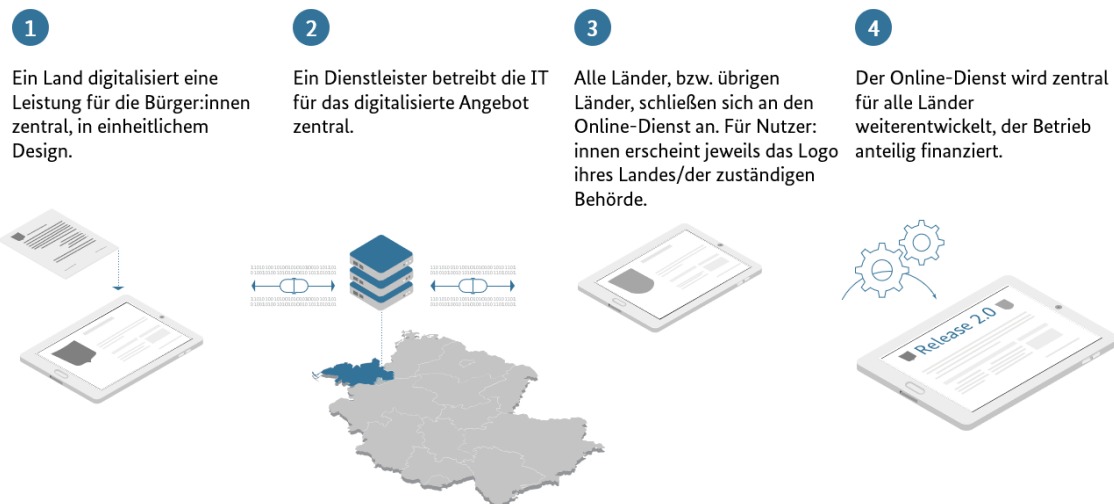 1
Ein Land digitalisiert eine
Leistung für die Bürger:innen
zentral, in einheitlichem
Design.
2
Ein Dienstleister betreibt die IT
für das digitalisierte Angebot
zentral.
3
Alle Länder, bzw. übrigen
Länder, schließen sich an den
Online-Dienst an. Für Nutzer:
innen erscheint jeweils das Logo
ihres Landes/der zuständigen
Behörde.
4
Der Online-Dienst wird zentral
für alle Länder
weiterentwickelt, der Betrieb
anteilig finanziert.
Release 2.0